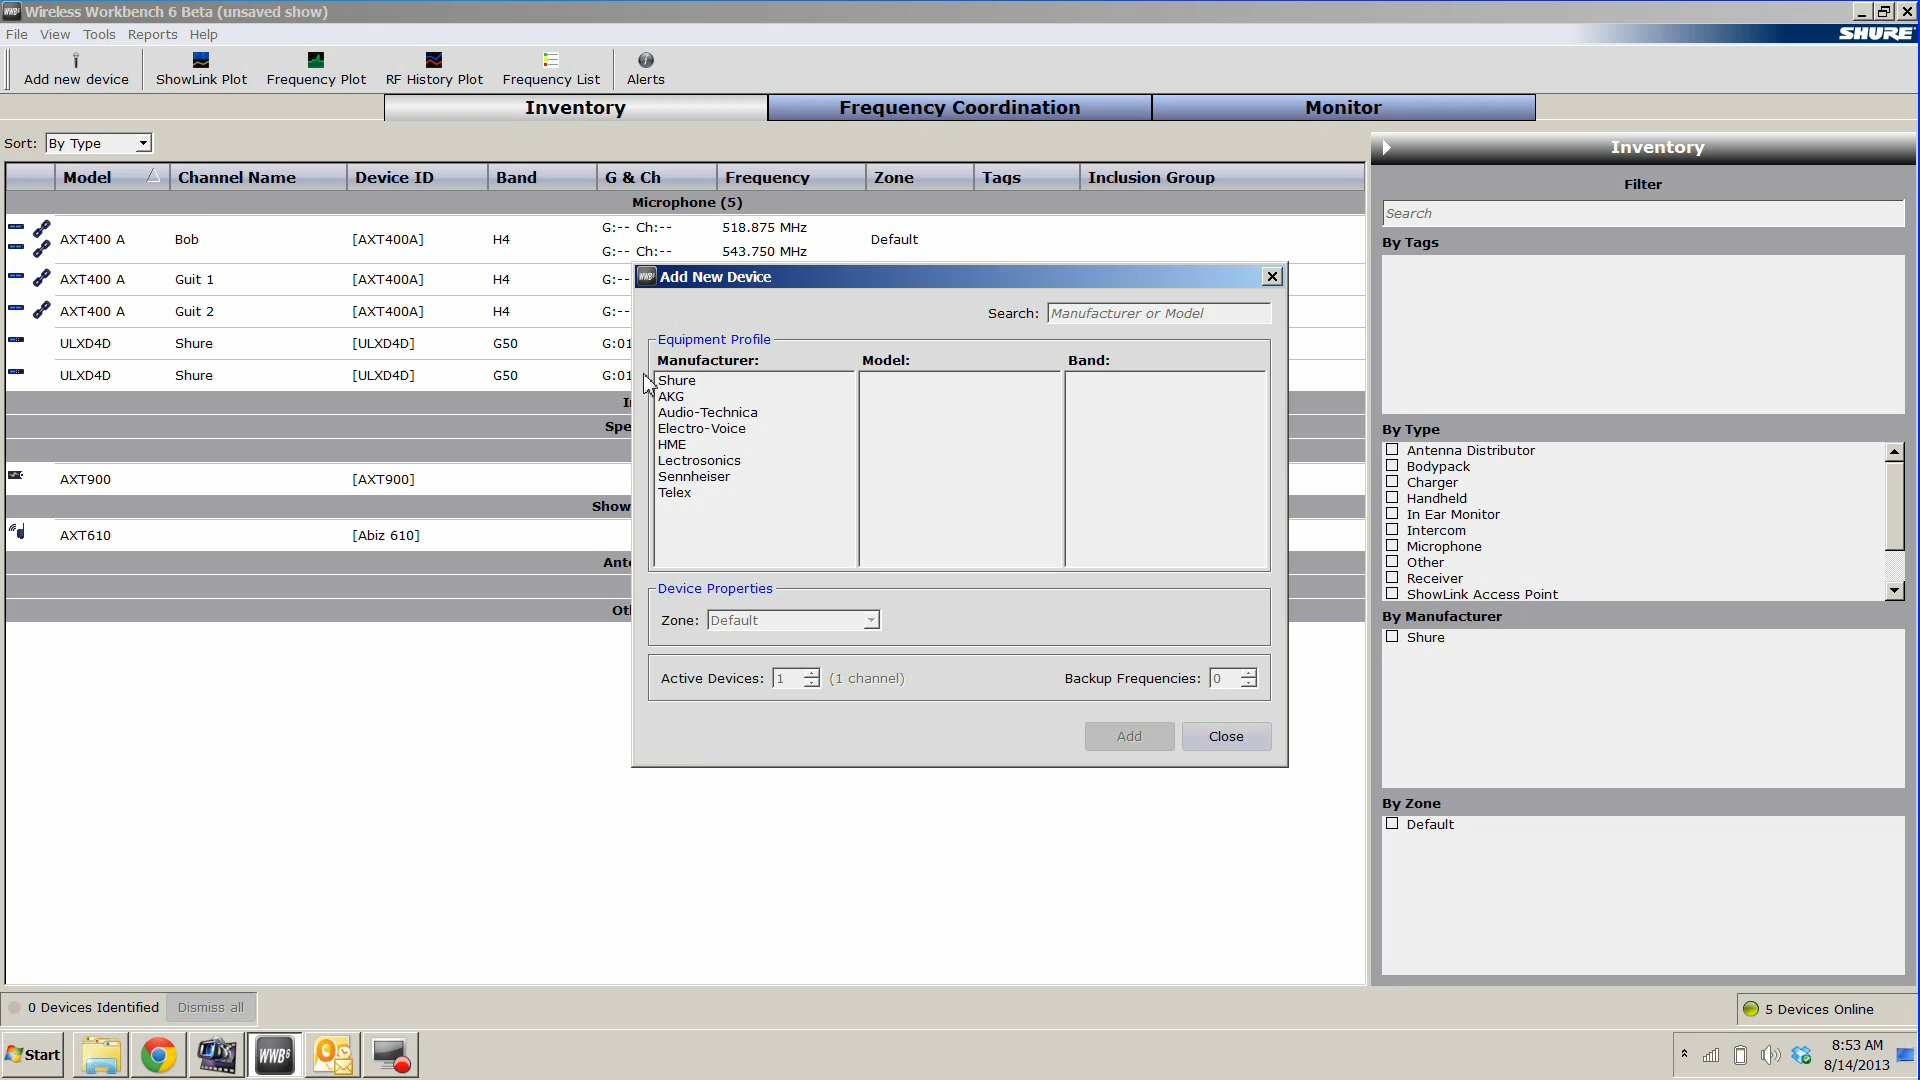 WWB6 Wireless Workbench 6 Beta (unsaved show)
File View Tools Reports Help
SHURE
Add new device ShowLink Plot Frequency Plot RF History Plot Frequency List Alerts
Inventory Frequency Coordination Monitor
Sort: By Type
Model Channel Name Device ID Band G & Ch Frequency Zone Tags Inclusion Group
Microphone (5)
AXT400 A Bob [AXT400A] H4 G:-- Ch:-- 518.875 MHz Default
G:-- Ch:-- 543.750 MHz
AXT400 A Guit 1 [AXT400A] H4 G:--
AXT400 A Guit 2 [AXT400A] H4 G:--
ULXD4D Shure [ULXD4D] G50 G:01
ULXD4D Shure [ULXD4D] G50 G:01
Spe
AXT900 [AXT900]
Show
AXT610 [Abiz 610]
Ante
Oth
WWB6 Add New Device
Search: Manufacturer or Model
Equipment Profile
Manufacturer: Model: Band:
Shure
AKG
Audio-Technica
Electro-Voice
HME
Lectrosonics
Sennheiser
Telex
Device Properties
Zone: Default
Active Devices: 1 (1 channel) Backup Frequencies: 0
Add Close
Inventory
Filter
Search
By Tags
By Type
Antenna Distributor
Bodypack
Charger
Handheld
In Ear Monitor
Intercom
Microphone
Other
Receiver
ShowLink Access Point
By Manufacturer
Shure
By Zone
Default
0 Devices Identified Dismiss all
5 Devices Online
Start WWB6
8:53 AM
8/14/2013